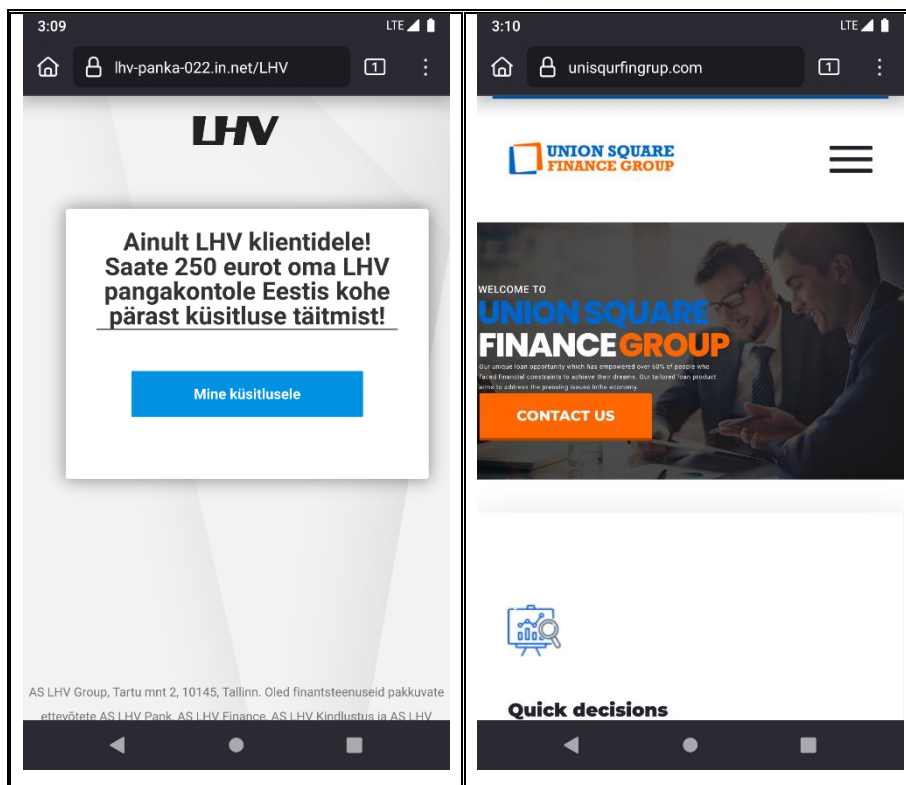 3:09
LTE
lhv-panka-022.in.net/LHV
1
LHV
Ainult LHV klientidele!
Saate 250 eurot oma LHV
pangakontole Eestis kohe
pärast küsitluse täitmist!
Mine küsitlusele
AS LHV Group, Tartu mnt 2, 10145, Tallinn. Oled finantsteenuseid pakkuvate
ettevõtete AS LHV Pank, AS LHV Finance, AS LHV Kindlustus ja AS LHV
3:10
LTE
unisqurfingrup.com
1
UNION SQUARE
FINANCE GROUP
WELCOME TO
UNION SQUARE
FINANCE GROUP
Our unique loan opportunity which has empowered over 60% of people who
faced financial constraints to achieve their dreams. Our tailored loan product
aims to address the pressing issues inthe economy.
CONTACT US
Quick decisions